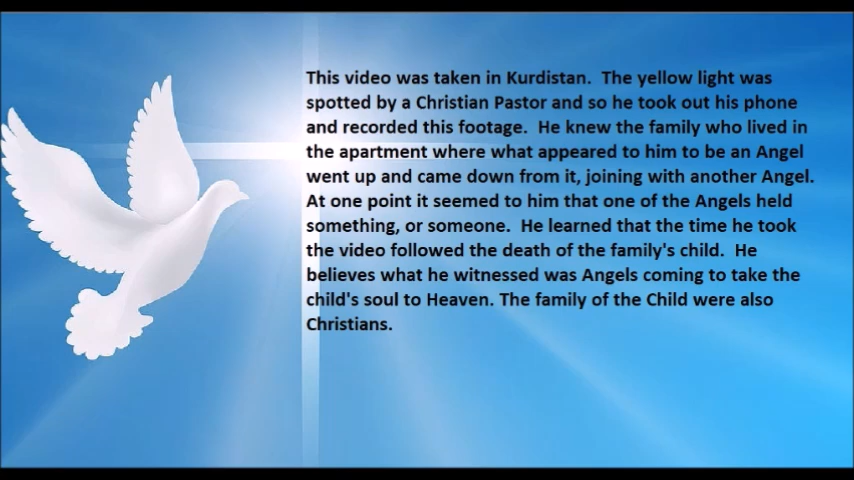 This video was taken in Kurdistan.  The yellow light was
spotted by a Christian Pastor and so he took out his phone
and recorded this footage.  He knew the family who lived in
the apartment where what appeared to him to be an Angel
went up and came down from it, joining with another Angel.
At one point it seemed to him that one of the Angels held
something, or someone.  He learned that the time he took
the video followed the death of the family's child.  He
believes what he witnessed was Angels coming to take the
child's soul to Heaven. The family of the Child were also
Christians.